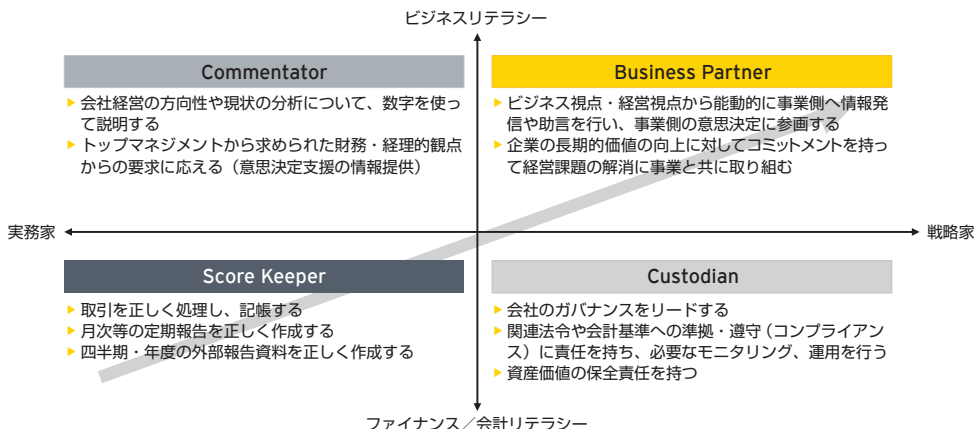 ビジネスリテラシー
Commentator
▶ 会社経営の方向性や現状の分析について、数字を使っ
て説明する
▶ トップマネジメントから求められた財務・経理的観点
からの要求に応える（意思決定支援の情報提供）
Business Partner
▶ ビジネス視点・経営視点から能動的に事業側へ情報発
信や助言を行い、事業側の意思決定に参画する
▶ 企業の長期的価値の向上に対してコミットメントを持っ
て経営課題の解消に事業と共に取り組む
実務家
戦略家
Score Keeper
▶ 取引を正しく処理し、記帳する
▶ 月次等の定期報告を正しく作成する
▶ 四半期・年度の外部報告資料を正しく作成する
Custodian
▶ 会社のガバナンスをリードする
▶ 関連法令や会計基準への準拠・遵守（コンプライアン
ス）に責任を持ち、必要なモニタリング、運用を行う
▶ 資産価値の保全責任を持つ
ファイナンス／会計リテラシー